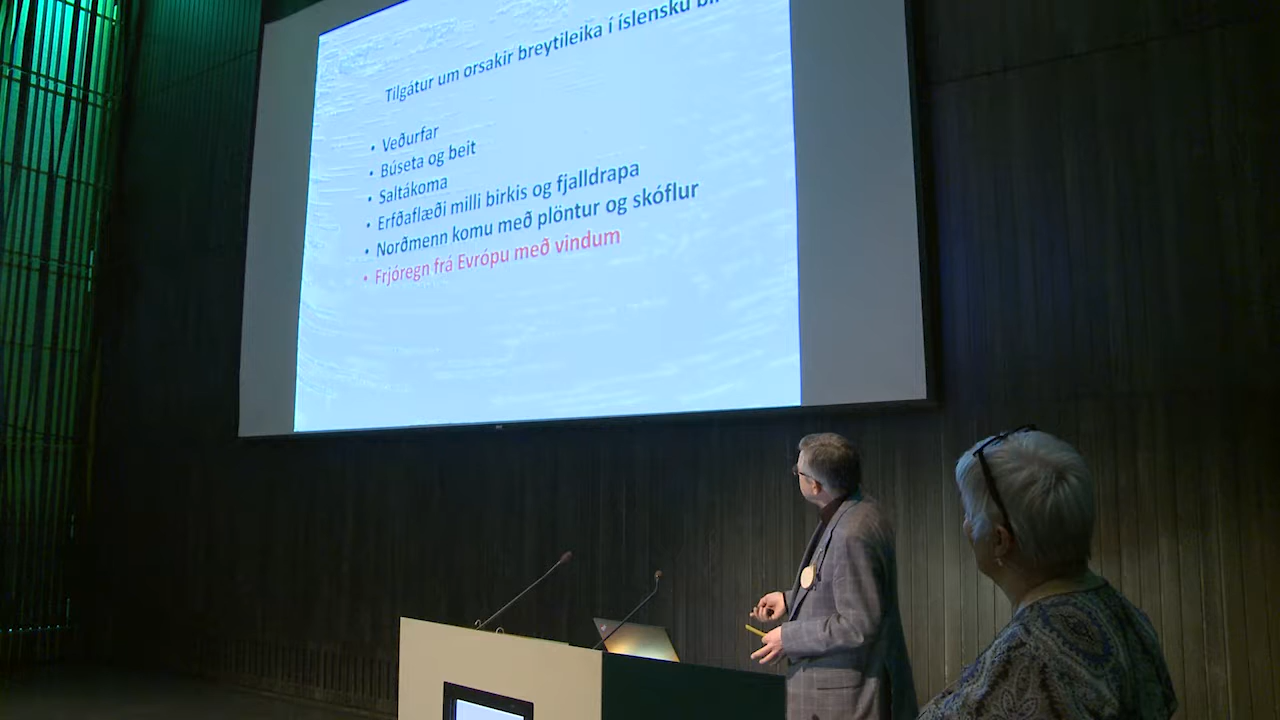 Tilgátur um orsakir breytileika í íslensku
• Veðurfar
• Búseta og beit
• Saltákoma
• Erfðaflæði milli birkis og fjalldrapa
• Norðmenn komu með plöntur og skóflur
• Frjóregn frá Evrópu með vindum